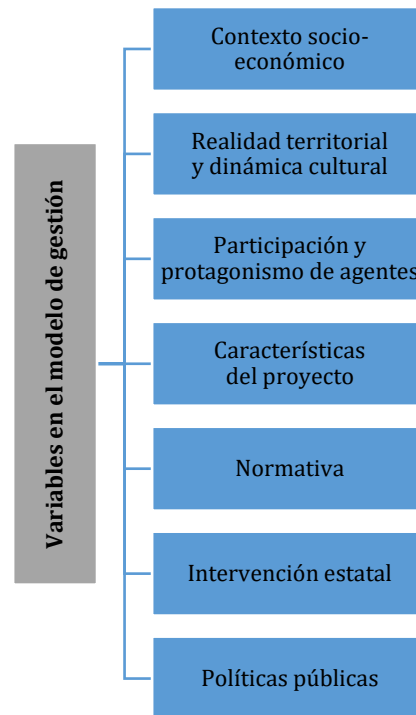 Variables en el modelo de gestión
Contexto socio-
económico
Realidad territorial
y dinámica cultural
Participación y
protagonismo de agentes
Características
del proyecto
Normativa
Intervención estatal
Políticas públicas